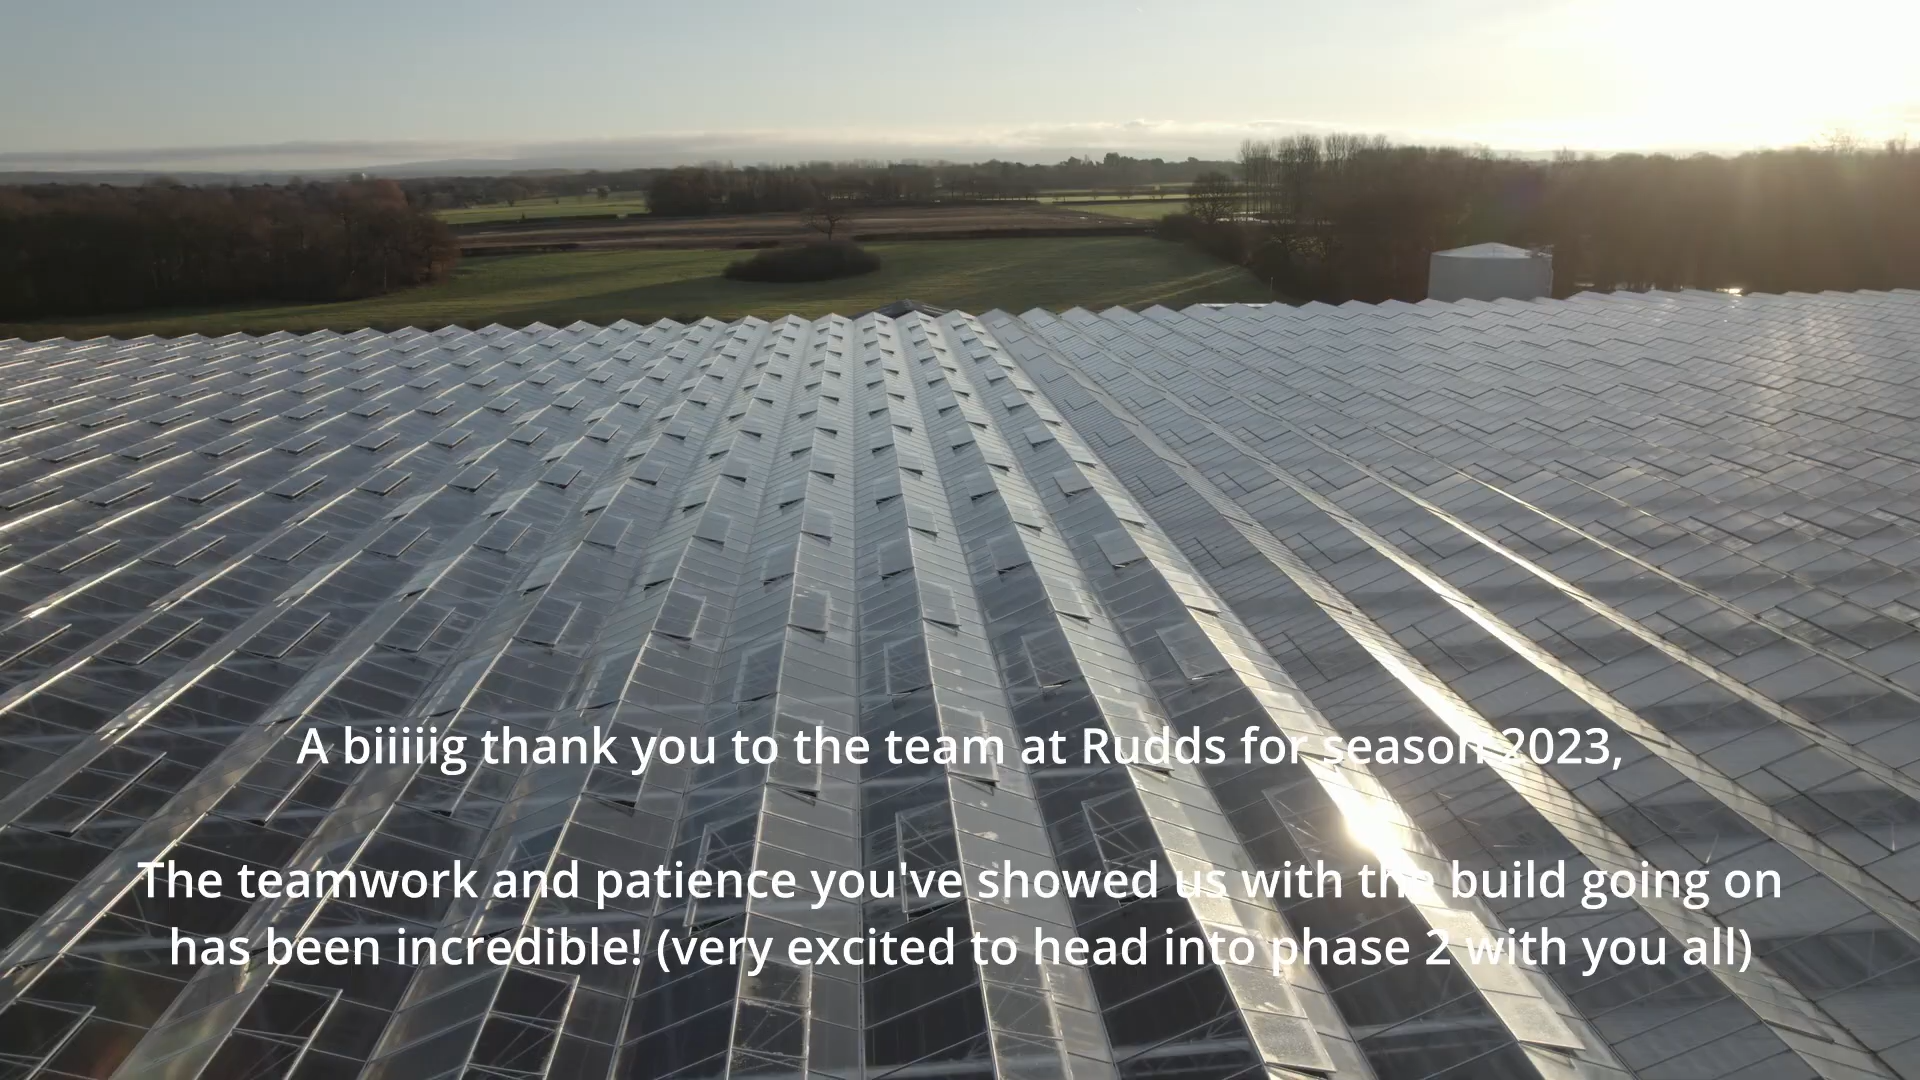 A biiiiig thank you to the team at Rudds for season 2023,
The teamwork and patience you've showed us with the build going on
has been incredible! (very excited to head into phase 2 with you all)